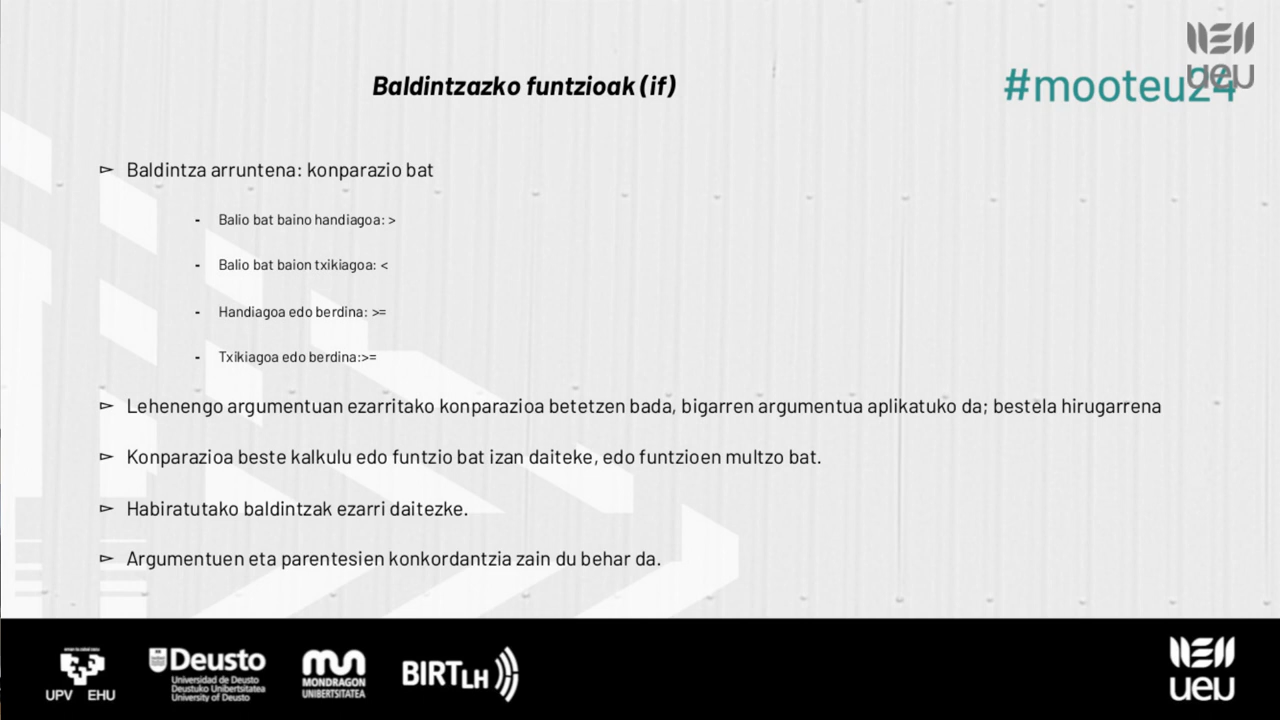 Baldintzazko funtzioak (if)
#mooteu24
ueu
Baldintza arruntena: konparazio bat
- Balio bat baino handiagoa: >
- Balio bat baion txikiagoa: <
- Handiagoa edo berdina: >=
- Txikiagoa edo berdina:>=
Lehenengo argumentuan ezarritako konparazioa betetzen bada, bigarren argumentua aplikatuko da; bestela hirugarrena
Konparazioa beste kalkulu edo funtzio bat izan daiteke, edo funtzioen multzo bat.
Habiratutako baldintzak ezarri daitezke.
Argumentuen eta parentesien konkordantzia zain du behar da.
UPV EHU
Deusto
Universidad de Deusto
Deustuko Unibertsitatea
University of Deusto
MONDRAGON
UNIBERTSITATEA
BIRT LH
ueu